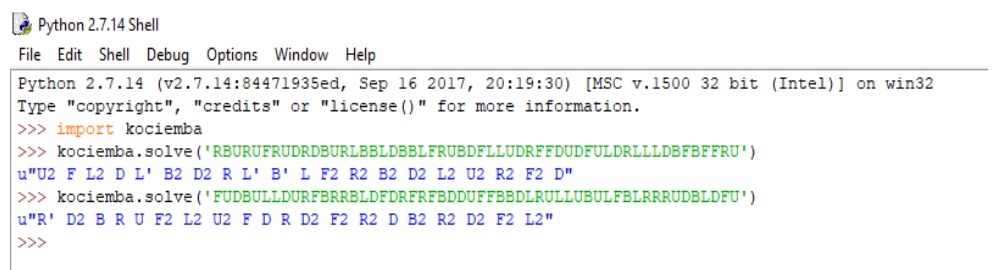 Python 2.7.14 Shell
File Edit Shell Debug Options Window Help
Python 2.7.14 (v2.7.14:84471935ed, Sep 16 2017, 20:19:30) [MSC v.1500 32 bit (Intel)] on win32
Type "copyright", "credits" or "license()" for more information.
>>> import kociemba
>>> kociemba.solve('RBURUFRUDRDBURLBBLDBBLFRUBDFLLUDRFFDUDFULDRLLLDBFBFFRU')
u"U2 F L2 D L' B2 D2 R L' B' L F2 R2 B2 D2 L2 U2 R2 F2 D"
>>> kociemba.solve('FUDBULLDURFBRRBLDFDRFRFBDDUFFBBDLRULLUBULFBLRRRUDBLDFU')
u"R' D2 B R U F2 L2 U2 F D R D2 F2 R2 D B2 R2 D2 F2 L2"
>>>